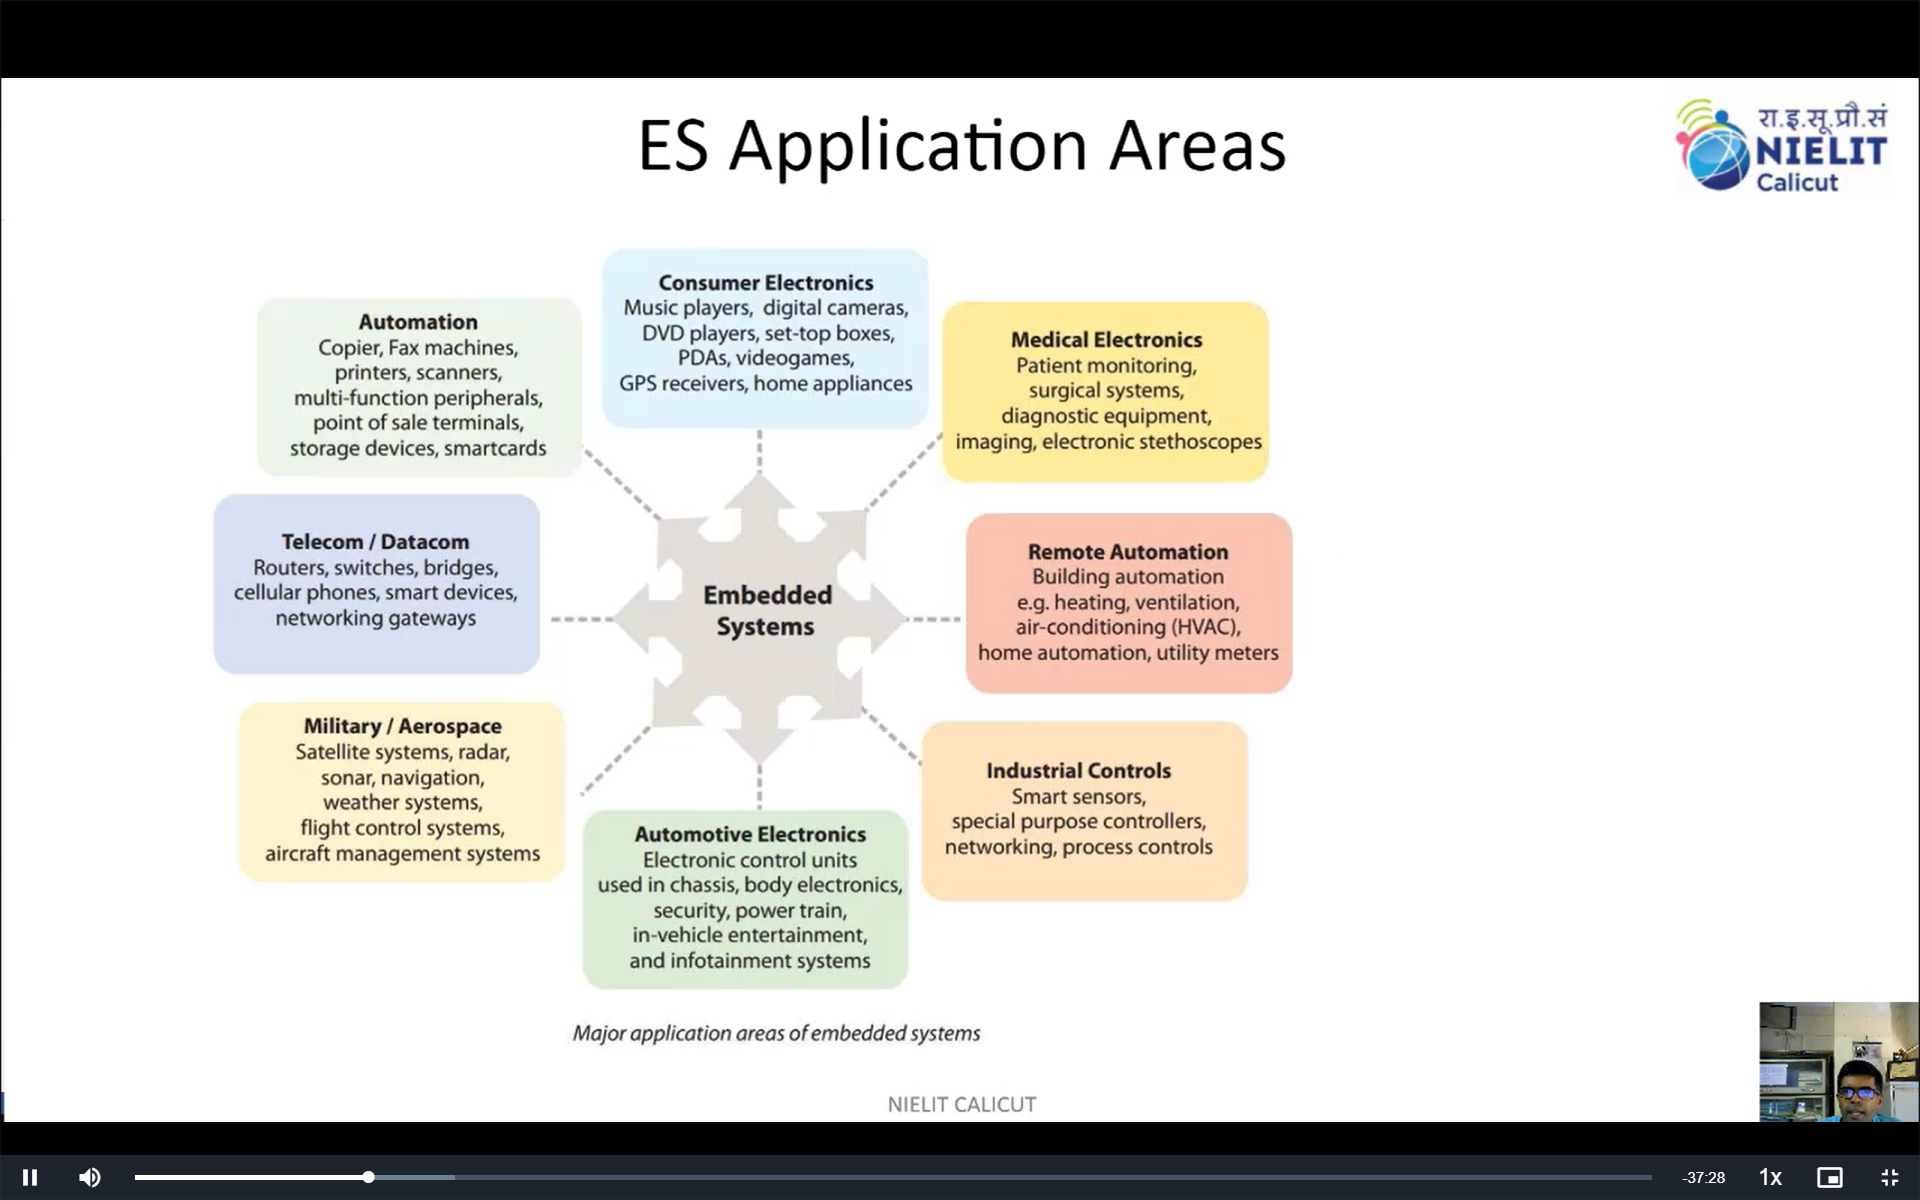 ES Application Areas
रा.इ.सू.प्रौ.सं
NIELIT
Calicut
Consumer Electronics
Music players, digital cameras,
DVD players, set-top boxes,
PDAs, videogames,
GPS receivers, home appliances
Automation
Copier, Fax machines,
printers, scanners,
multi-function peripherals,
point of sale terminals,
storage devices, smartcards
Medical Electronics
Patient monitoring,
surgical systems,
diagnostic equipment,
imaging, electronic stethoscopes
Telecom / Datacom
Routers, switches, bridges,
cellular phones, smart devices,
networking gateways
Embedded
Systems
Remote Automation
Building automation
e.g. heating, ventilation,
air-conditioning (HVAC),
home automation, utility meters
Military / Aerospace
Satellite systems, radar,
sonar, navigation,
weather systems,
flight control systems,
aircraft management systems
Industrial Controls
Smart sensors,
special purpose controllers,
networking, process controls
Automotive Electronics
Electronic control units
used in chassis, body electronics,
security, power train,
in-vehicle entertainment,
and infotainment systems
Major application areas of embedded systems
NIELIT CALICUT
-37:28
1x